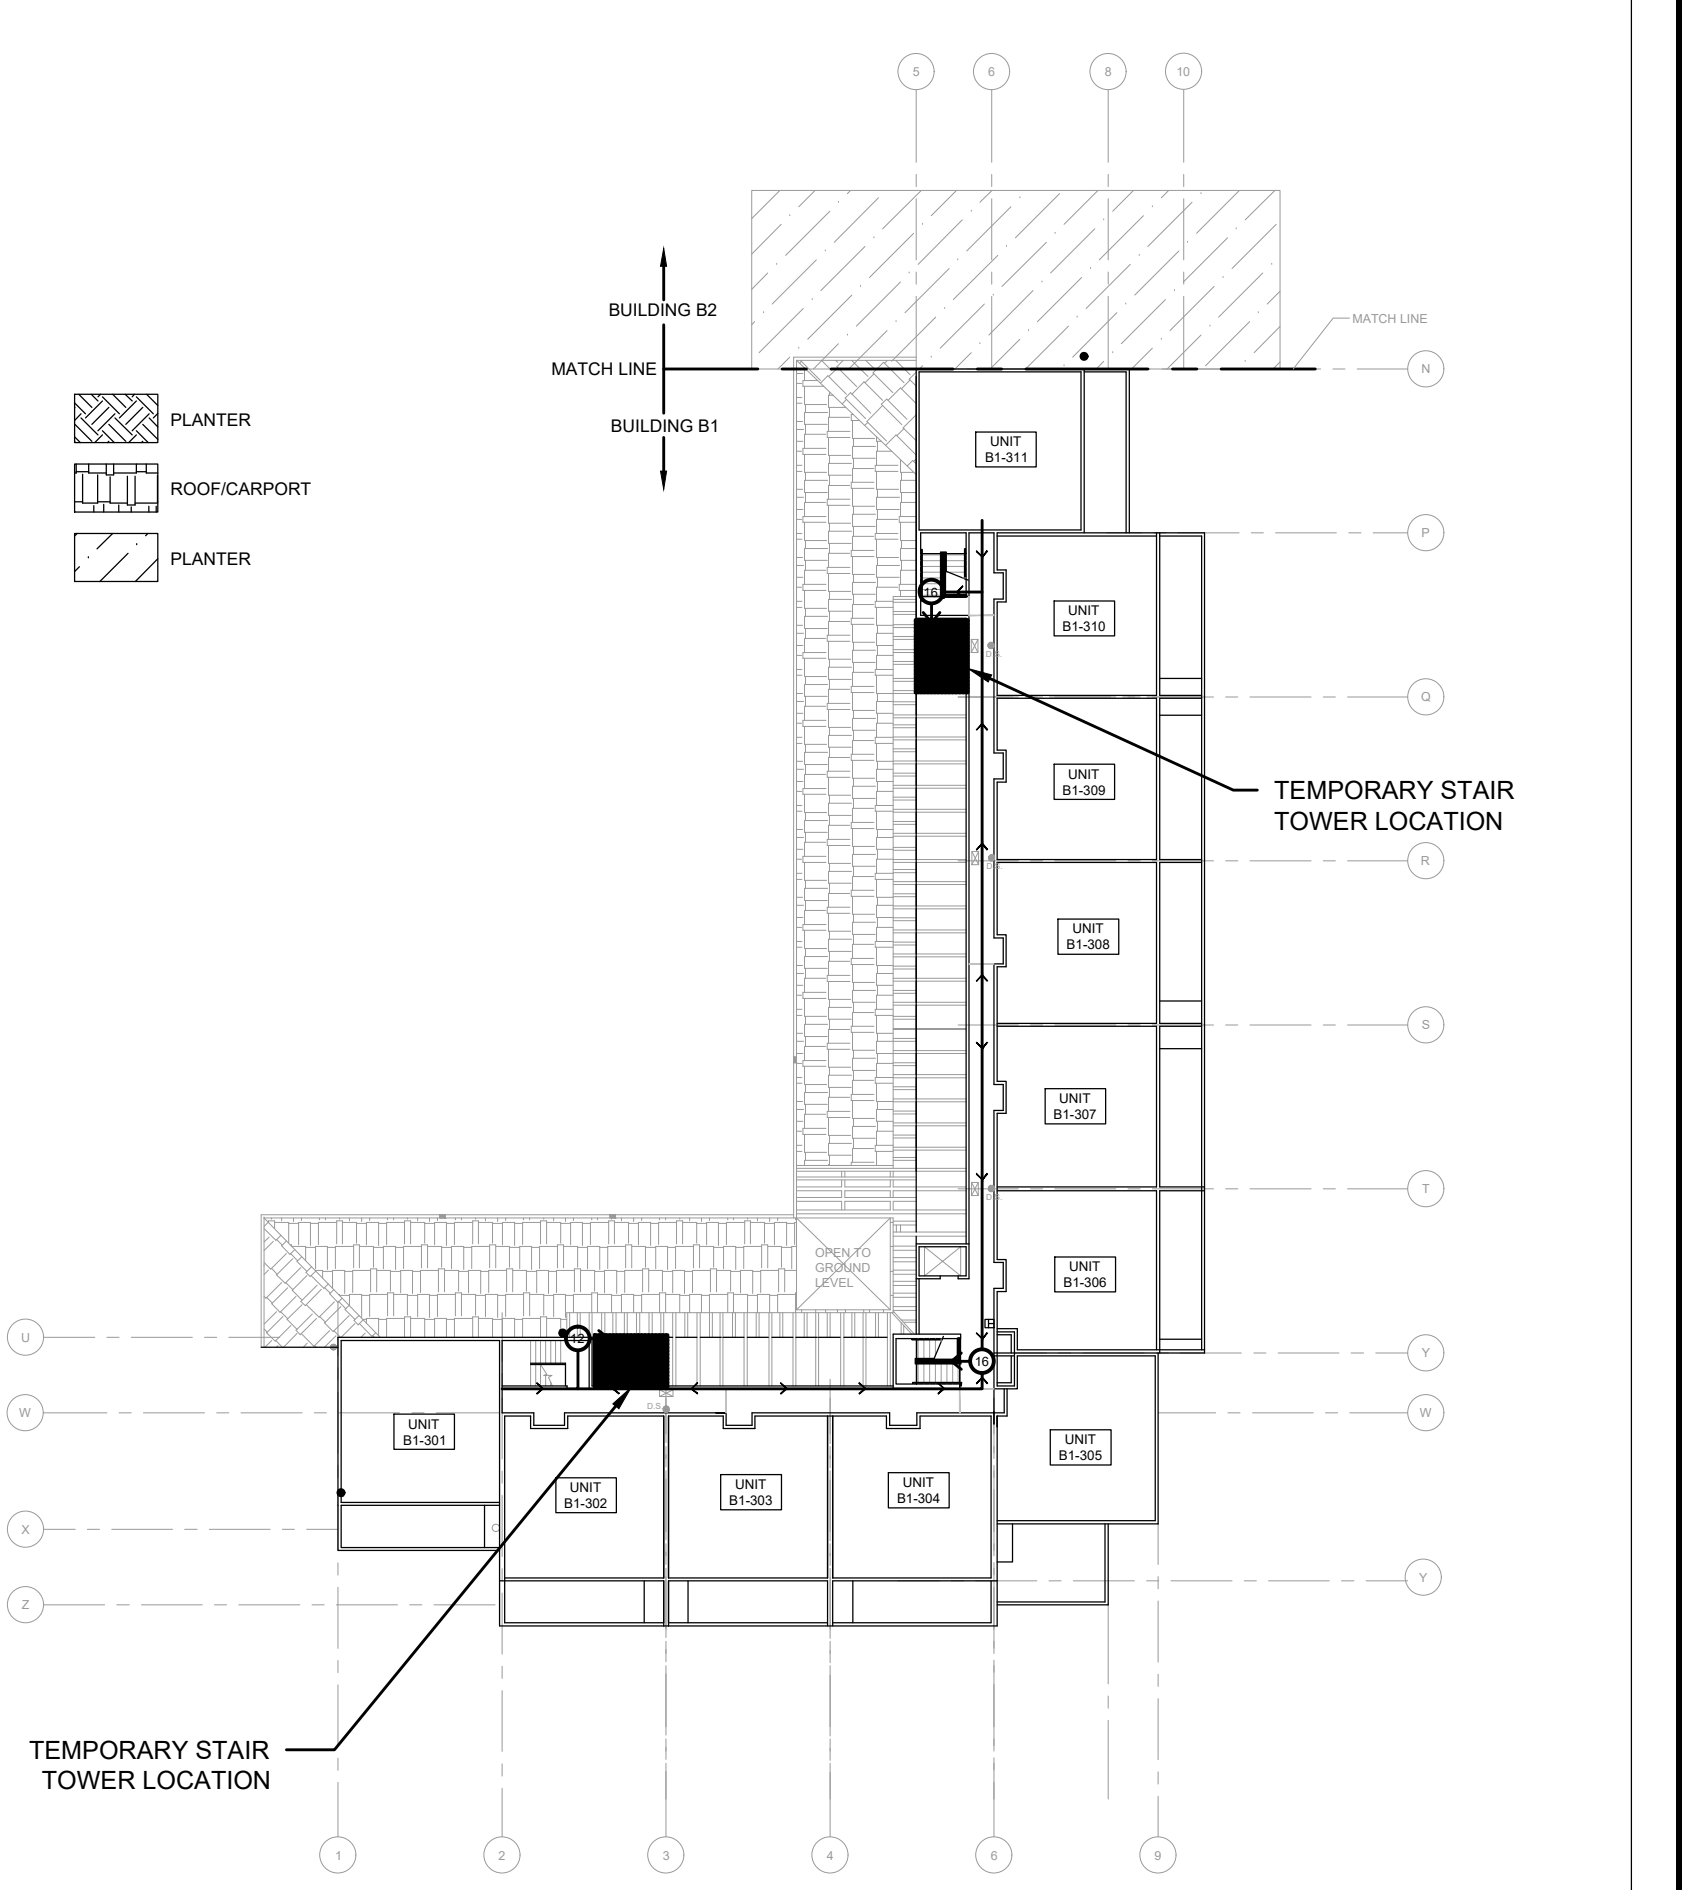 5
6
8
10
BUILDING B2
MATCH LINE
MATCH LINE
N
BUILDING B1
PLANTER
ROOF/CARPORT
PLANTER
UNIT
B1-311
P
16
UNIT
B1-310
D.S.
Q
UNIT
B1-309
TEMPORARY STAIR
TOWER LOCATION
D.S.
R
UNIT
B1-308
S
UNIT
B1-307
D.S.
T
OPEN TO
GROUND
LEVEL
UNIT
B1-306
U
12
16
Y
W
D.S.
W
UNIT
B1-301
UNIT
B1-305
UNIT
B1-302
UNIT
B1-303
UNIT
B1-304
X
Y
Z
TEMPORARY STAIR
TOWER LOCATION
1
2
3
4
6
9